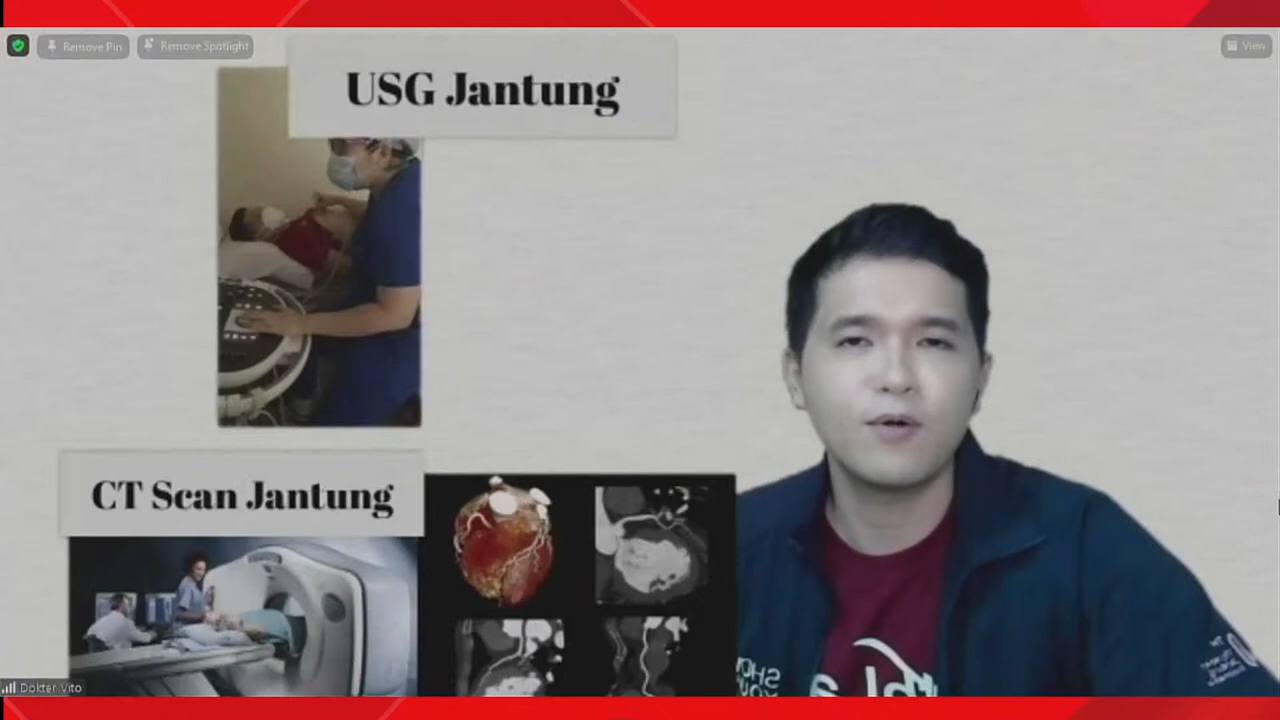 Remove Pin
Remove Spotlight
View
USG Jantung
CT Scan Jantung
Dokter Vito